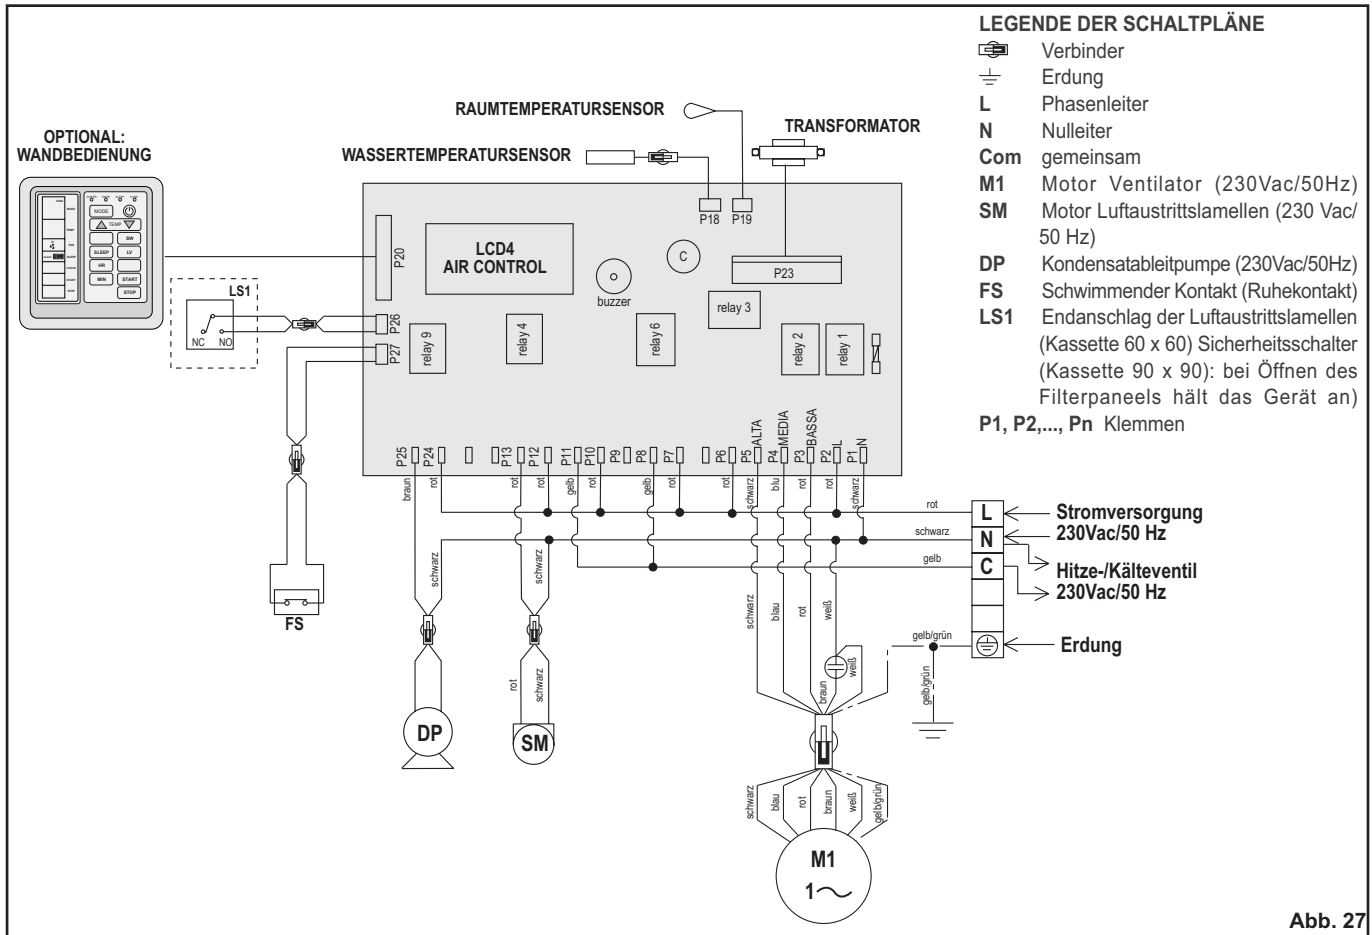 LEGENDE DER SCHALTPLÄNE
Verbinder
Erdung
L Phasenleiter
N Nulleiter
Com gemeinsam
M1 Motor Ventilator (230Vac/50Hz)
SM Motor Luftaustrittslamellen (230 Vac/
50 Hz)
DP Kondensatableitpumpe (230Vac/50Hz)
FS Schwimmender Kontakt (Ruhekontakt)
LS1 Endanschlag der Luftaustrittslamellen
(Kassette 60 x 60) Sicherheitsschalter
(Kassette 90 x 90): bei Öffnen des
Filterpaneels hält das Gerät an)
P1, P2,..., Pn Klemmen
RAUMTEMPERATURSENSOR
TRANSFORMATOR
WASSERTEMPERATURSENSOR
OPTIONAL:
WANDBEDIENUNG
MODE
TEMP
SW
SLEEP LV
HR
MIN START
STOP
LS1
NC NO
P18 P19
P20
LCD4
AIR CONTROL
C
P23
buzzer
P26
P27
relay 9
relay 4
relay 6
relay 3
relay 2
relay 1
P25
P24
P13
P12
P11
P10
P9
P8
P7
P6
P5
ALTA
P4
MEDIA
P3
BASSA
P2
L
P1
N
braun
rot
rot
rot
gelb
rot
gelb
rot
rot
schwarz
blu
rot
rot
schwarz
rot
schwarz
gelb
L
N
C
Stromversorgung
230Vac/50 Hz
Hitze-/Kälteventil
230Vac/50 Hz
Erdung
schwarz
schwarz
schwarz
blau
rot
weiß
gelb/grün
gelb/grün
braun
weiß
FS
rot
schwarz
DP
SM
schwarz
blau
rot
braun
weiß
gelb/grün
M1
1
Abb. 27